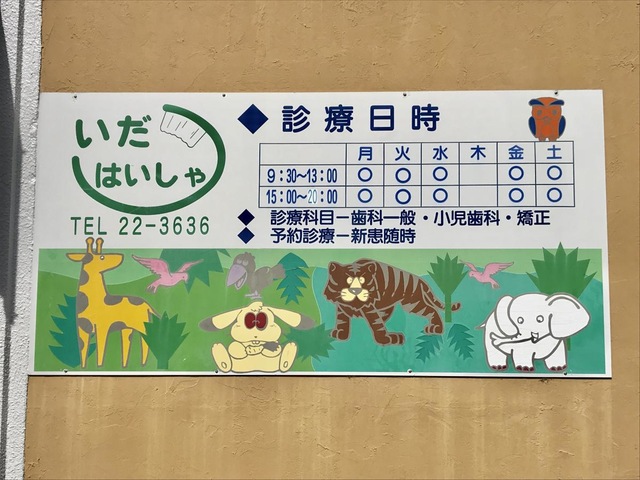 いだ
はいしゃ
TEL 22-3636
◆ 診療日時
月 火 水 木 金 土
9:30～13:00 ○ ○ ○ ○ ○
15:00～20:00 ○ ○ ○ ○ ○
◆ 診療科目ー歯科一般・小児歯科・矯正
◆ 予約診療ー新患随時